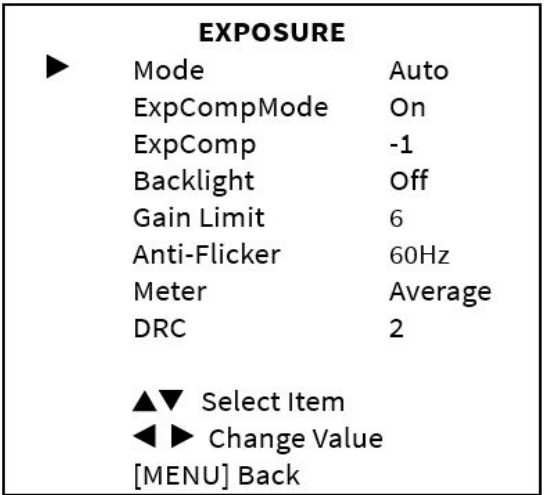 EXPOSURE
▶ Mode Auto
ExpCompMode On
ExpComp -1
Backlight Off
Gain Limit 6
Anti-Flicker 60Hz
Meter Average
DRC 2
▲▼ Select Item
◀ ▶ Change Value
[MENU] Back